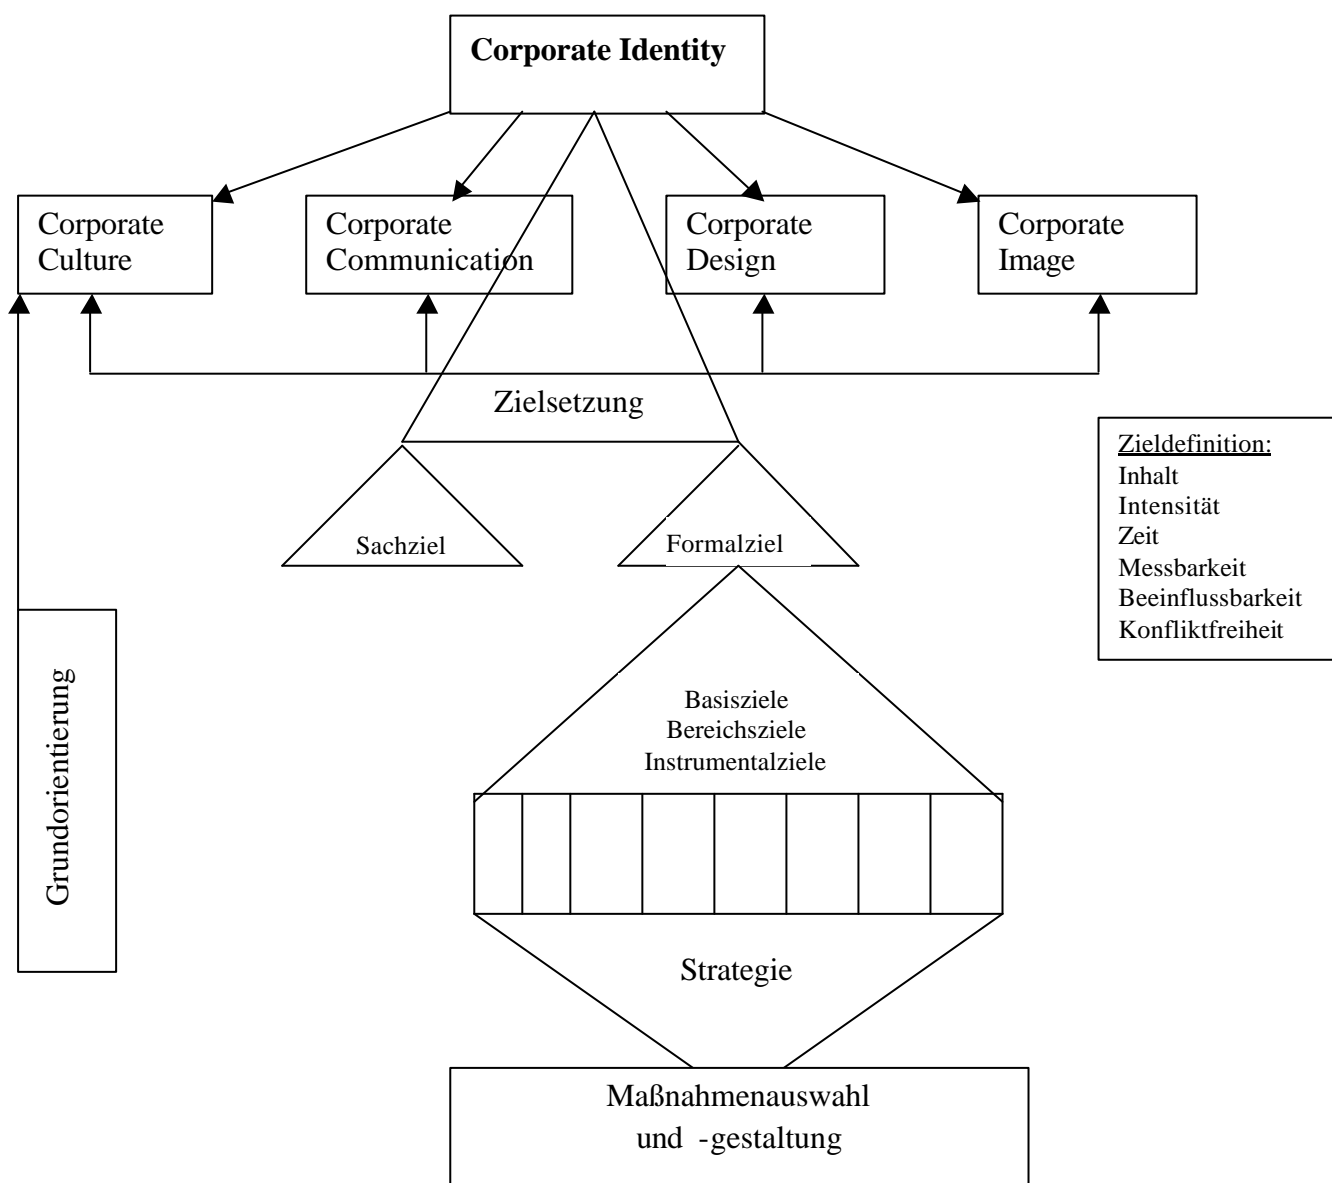 Corporate Identity
Corporate
Culture
Corporate
Communication
Corporate
Design
Corporate
Image
Zielsetzung
Zieldefinition:
Inhalt
Intensität
Zeit
Messbarkeit
Beeinflussbarkeit
Konfliktfreiheit
Sachziel
Formalziel
Grundorientierung
Basisziele
Bereichsziele
Instrumentalziele
Strategie
Maßnahmenauswahl
und -gestaltung